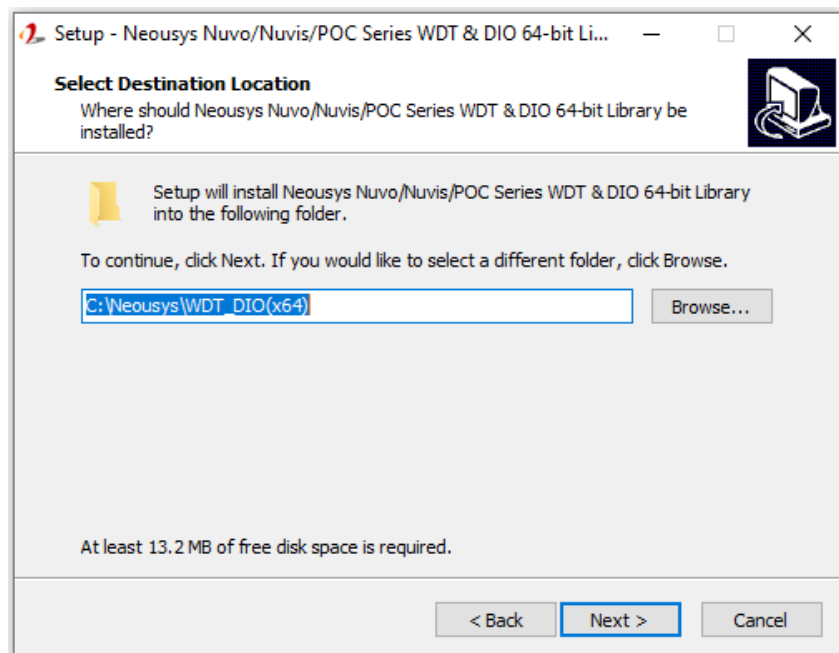 Setup - Neousys Nuvo/Nuvis/POC Series WDT & DIO 64-bit Li...
Select Destination Location
Where should Neousys Nuvo/Nuvis/POC Series WDT & DIO 64-bit Library be
installed?
Setup will install Neousys Nuvo/Nuvis/POC Series WDT & DIO 64-bit Library
into the following folder.
To continue, click Next. If you would like to select a different folder, click Browse.
C:\Neousys\WDT_DIO(x64)
Browse...
At least 13.2 MB of free disk space is required.
< Back
Next >
Cancel